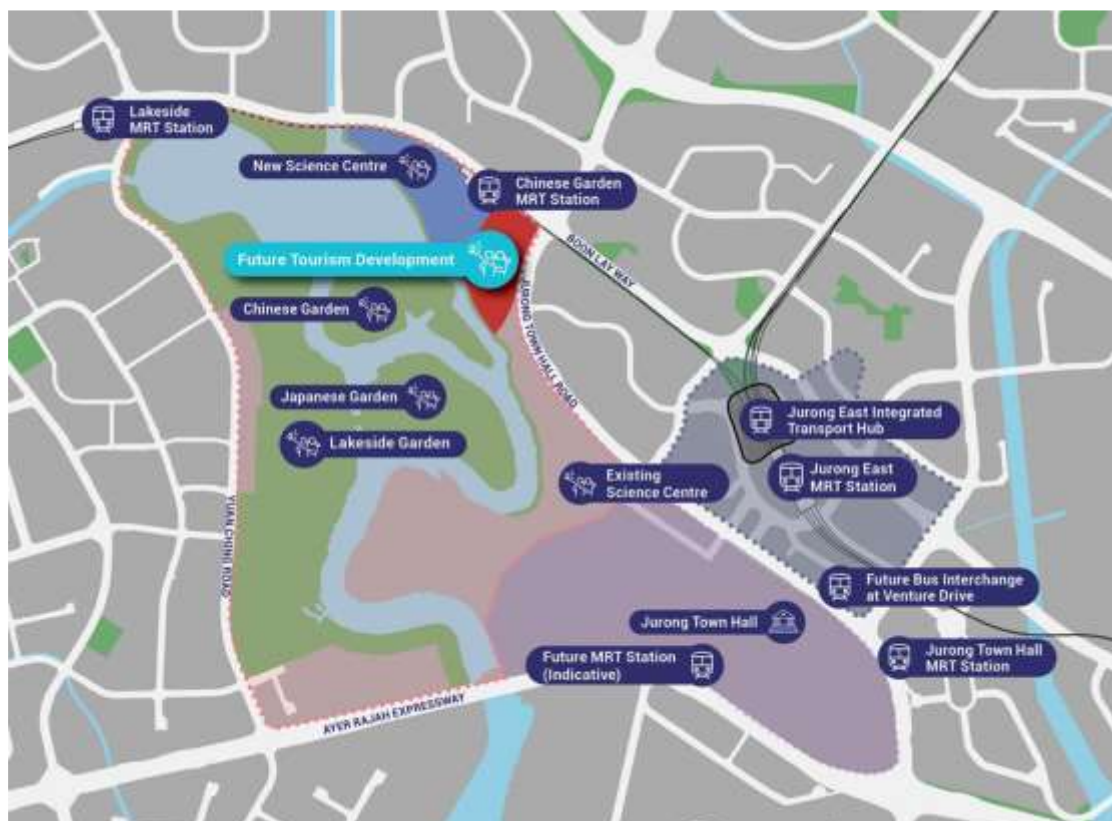 Lakeside
MRT Station
New Science Centre
Chinese Garden
MRT Station
BOON LAY WAY
Future Tourism Development
JURONG TOWN HALL ROAD
Chinese Garden
Japanese Garden
Lakeside Garden
Jurong East Integrated
Transport Hub
Jurong East
MRT Station
Existing
Science Centre
YUAN CHING ROAD
Future Bus Interchange
at Venture Drive
Jurong Town Hall
Future MRT Station
(Indicative)
Jurong Town Hall
MRT Station
AYER RAJAH EXPRESSWAY